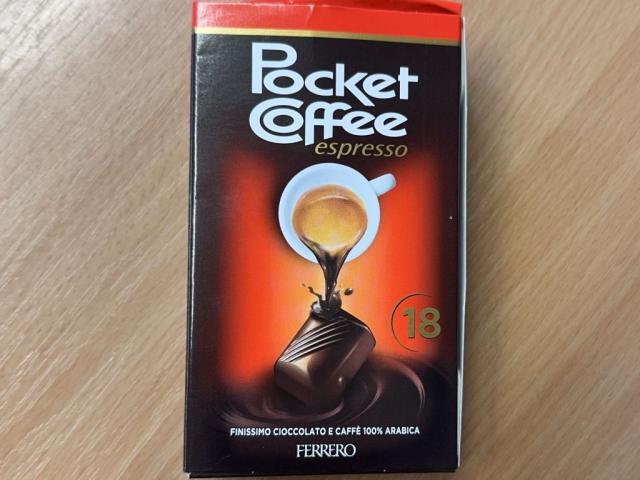 Pocket
Coffee
espresso
18
FINISSIMO CIOCCOLATO E CAFFÈ 100% ARABICA
FERRERO